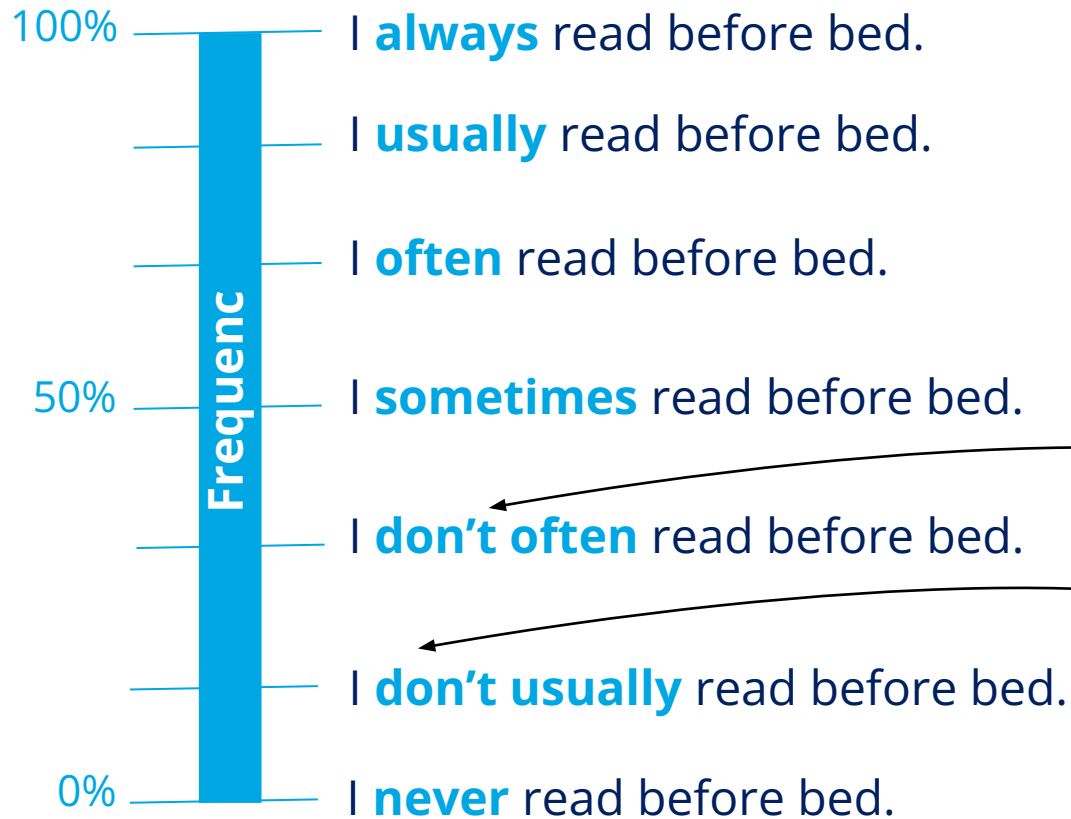 100% I always read before bed.
I usually read before bed.
I often read before bed.
50% I sometimes read before bed.
Frequenc
I don’t often read before bed.
I don’t usually read before bed.
0% I never read before bed.